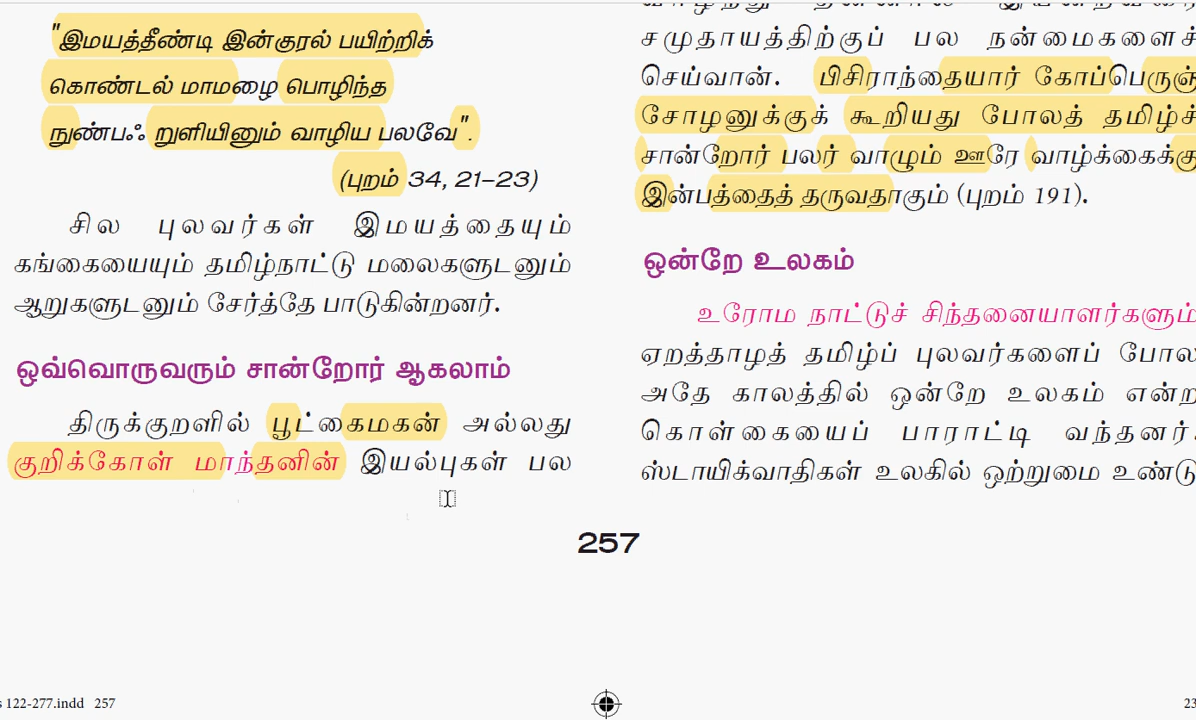 "இமயத்தீண்டி இன்குரல் பயிற்றிக்
கொண்டல் மாமழை பொழிந்த
நுண்பஃ றுளியினும் வாழிய பலவே".
(புறம் 34, 21–23)
சில புலவர்கள் இமயத்தையும்
கங்கையையும் தமிழ்நாட்டு மலைகளுடனும்
ஆறுகளுடனும் சேர்த்தே பாடுகின்றனர்.
ஒவ்வொருவரும் சான்றோர் ஆகலாம்
திருக்குறளில் பூட்கைமகன் அல்லது
குறிக்கோள் மாந்தனின் இயல்புகள் பல
சமுதாயத்திற்குப் பல நன்மைகளைச்
செய்வான். பிசிராந்தையார் கோப்பெருஞ்
சோழனுக்குக் கூறியது போலத் தமிழ்ச்
சான்றோர் பலர் வாழும் ஊரே வாழ்க்கைக்கு
இன்பத்தைத் தருவதாகும் (புறம் 191).
ஒன்றே உலகம்
உரோம நாட்டுச் சிந்தனையாளர்களும்
ஏறத்தாழத் தமிழ்ப் புலவர்களைப் போல
அதே காலத்தில் ஒன்றே உலகம் என்ற
கொள்கையைப் பாராட்டி வந்தனர்.
ஸ்டாயிக்வாதிகள் உலகில் ஒற்றுமை உண்டு
257
s 122-277.indd 257
23